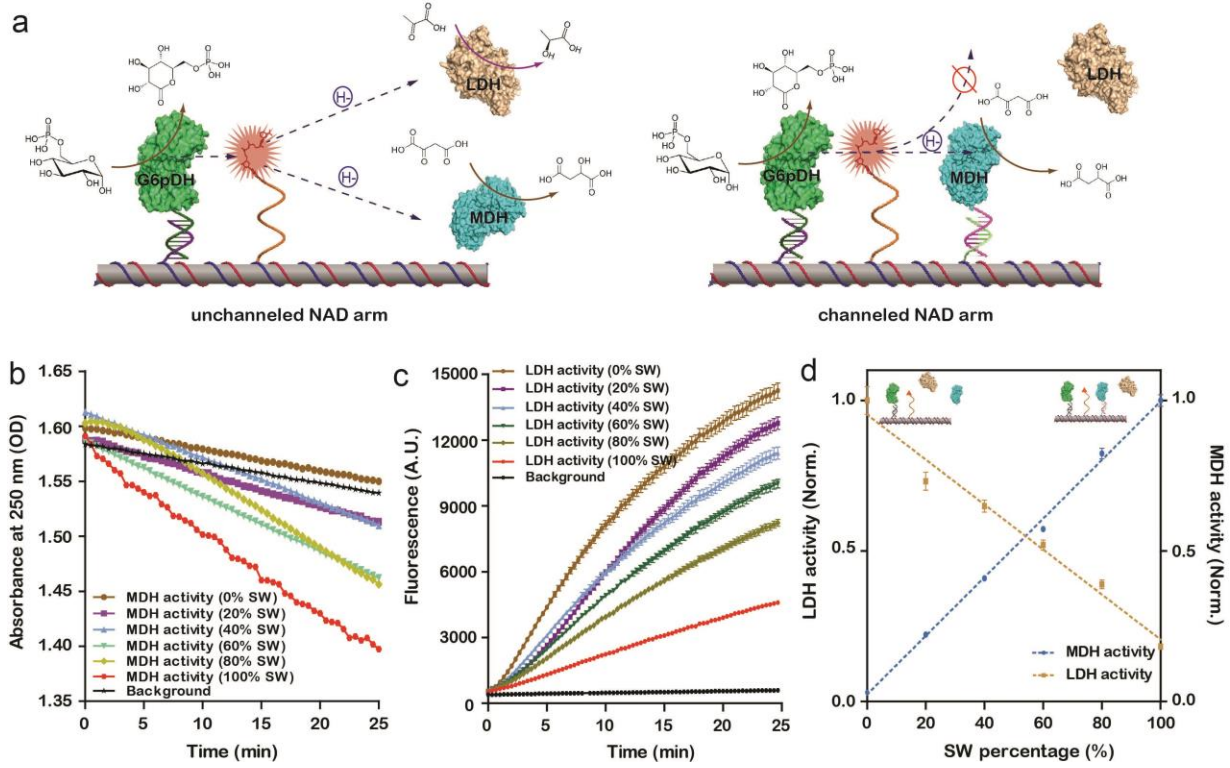 a
LDH
H-
G6pDH
H-
MDH
unchanneled NAD arm
LDH
H-
G6pDH
MDH
channeled NAD arm
b
Absorbance at 250 nm (OD)
1.65
1.60
1.55
1.50
1.45
1.40
1.35
MDH activity (0% SW)
MDH activity (20% SW)
MDH activity (40% SW)
MDH activity (60% SW)
MDH activity (80% SW)
MDH activity (100% SW)
Background
0 5 10 15 20 25
Time (min)
c
Fluorescence (A.U.)
15000
12000
9000
6000
3000
0
LDH activity (0% SW)
LDH activity (20% SW)
LDH activity (40% SW)
LDH activity (60% SW)
LDH activity (80% SW)
LDH activity (100% SW)
Background
0 5 10 15 20 25
Time (min)
d
LDH activity (Norm.)
1.0
0.5
0.0
MDH activity
LDH activity
1.0
0.5
0.0
MDH activity (Norm.)
0 20 40 60 80 100
SW percentage (%)